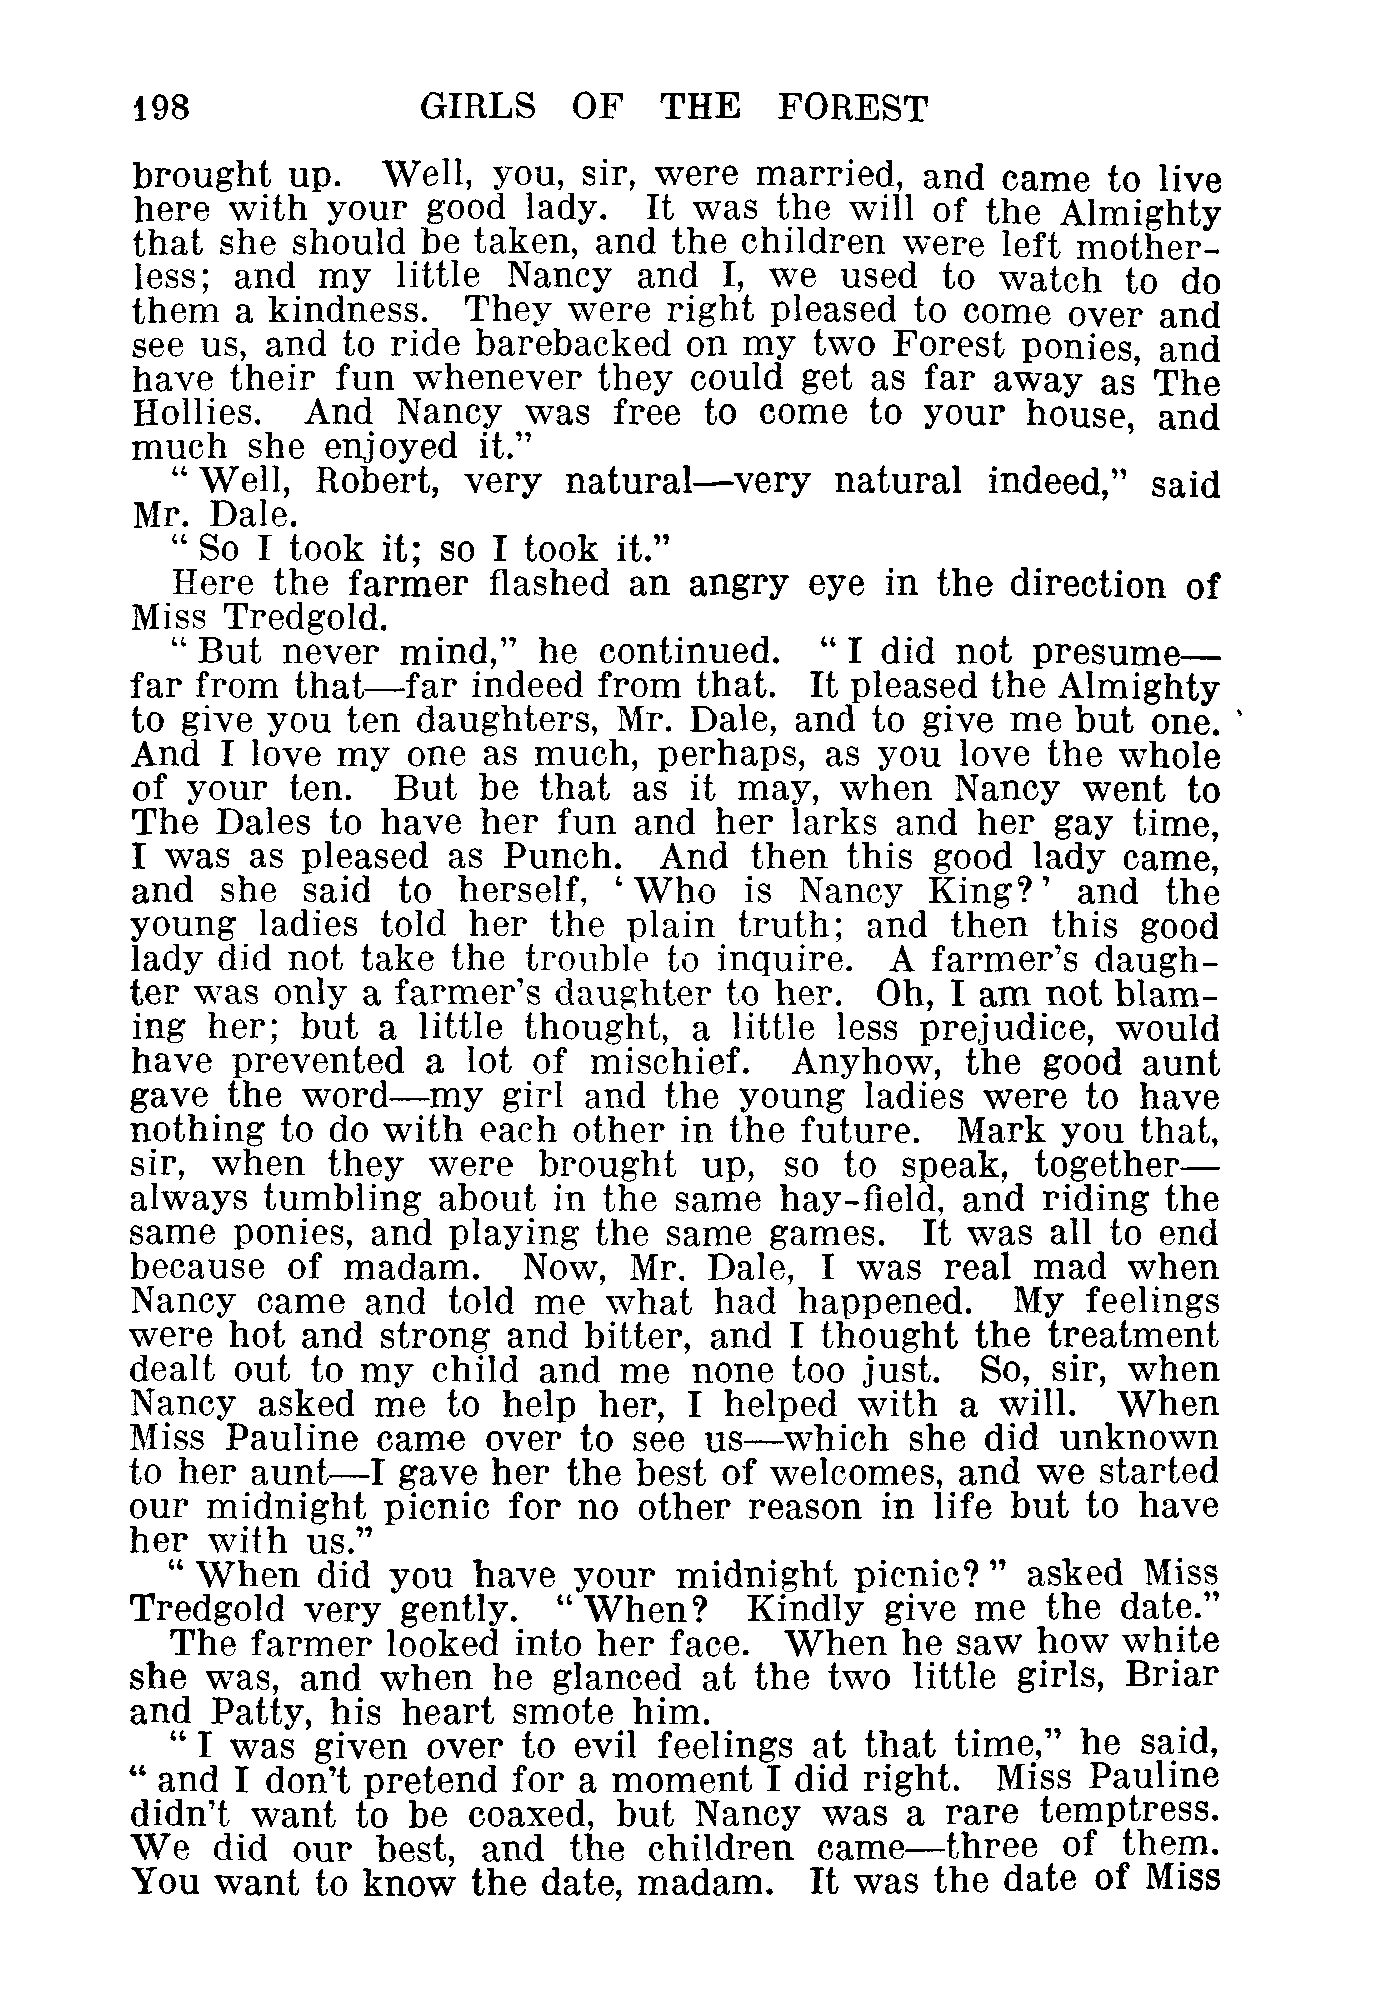 198 GIRLS OF THE FOREST
brought up. Well, you, sir, were married, and came to live
here with your good lady. It was the will of the Almighty
that she should be taken, and the children were left mother-
less; and my little Nancy and I, we used to watch to do
them a kindness. They were right pleased to come over and
see us, and to ride barebacked on my two Forest ponies, and
have their fun whenever they could get as far away as The
Hollies. And Nancy was free to come to your house, and
much she enjoyed it."
"Well, Robert, very natural—very natural indeed," said
Mr. Dale.
"So I took it; so I took it."
Here the farmer flashed an angry eye in the direction of
Miss Tredgold.
"But never mind," he continued. "I did not presume—
far from that—far indeed from that. It pleased the Almighty
to give you ten daughters, Mr. Dale, and to give me but one.
And I love my one as much, perhaps, as you love the whole
of your ten. But be that as it may, when Nancy went to
The Dales to have her fun and her larks and her gay time,
I was as pleased as Punch. And then this good lady came,
and she said to herself, 'Who is Nancy King?' and the
young ladies told her the plain truth; and then this good
lady did not take the trouble to inquire. A farmer's daugh-
ter was only a farmer's daughter to her. Oh, I am not blam-
ing her; but a little thought, a little less prejudice, would
have prevented a lot of mischief. Anyhow, the good aunt
gave the word—my girl and the young ladies were to have
nothing to do with each other in the future. Mark you that,
sir, when they were brought up, so to speak, together—
always tumbling about in the same hay-field, and riding the
same ponies, and playing the same games. It was all to end
because of madam. Now, Mr. Dale, I was real mad when
Nancy came and told me what had happened. My feelings
were hot and strong and bitter, and I thought the treatment
dealt out to my child and me none too just. So, sir, when
Nancy asked me to help her, I helped with a will. When
Miss Pauline came over to see us—which she did unknown
to her aunt—I gave her the best of welcomes, and we started
our midnight picnic for no other reason in life but to have
her with us."
"When did you have your midnight picnic?" asked Miss
Tredgold very gently. "When? Kindly give me the date."
The farmer looked into her face. When he saw how white
she was, and when he glanced at the two little girls, Briar
and Patty, his heart smote him.
"I was given over to evil feelings at that time," he said,
"and I don't pretend for a moment I did right. Miss Pauline
didn't want to be coaxed, but Nancy was a rare temptress.
We did our best, and the children came—three of them.
You want to know the date, madam. It was the date of Miss